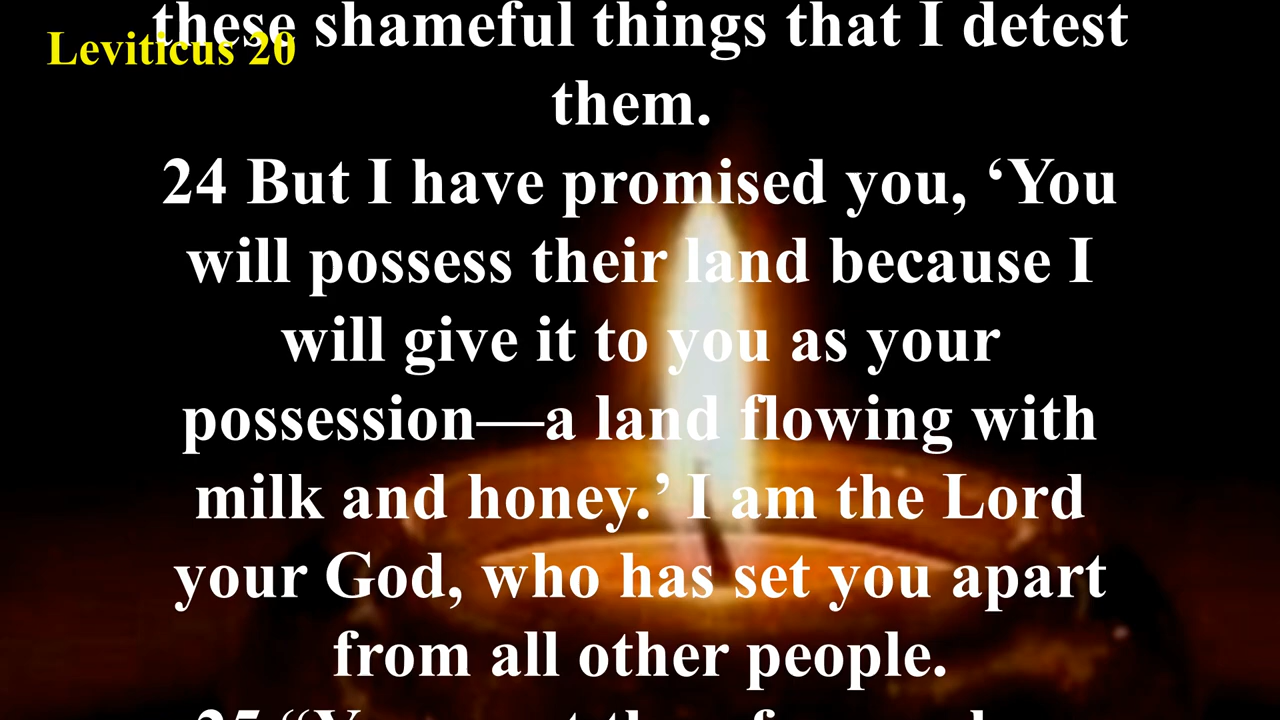 Leviticus 20
these shameful things that I detest
them.
24 But I have promised you, ‘You
will possess their land because I
will give it to you as your
possession—a land flowing with
milk and honey.’ I am the Lord
your God, who has set you apart
from all other people.